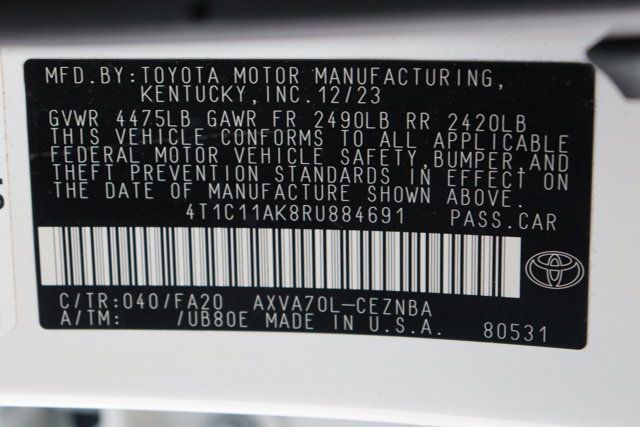 MFD.BY:TOYOTA MOTOR MANUFACTURING,
KENTUCKY,INC.12/23
GVWR 4475LB GAWR FR 2490LB RR 2420LB
THIS VEHICLE CONFORMS TO ALL APPLICABLE
FEDERAL MOTOR VEHICLE SAFETY,BUMPER,AND
THEFT PREVENTION STANDARDS IN EFFECT ON
THE DATE OF MANUFACTURE SHOWN ABOVE.
4T1C11AK8RU884691 PASS.CAR
C/TR:040/FA20 AXVA70L-CEZNBA
A/TM: /UB80E MADE IN U.S.A. 80531